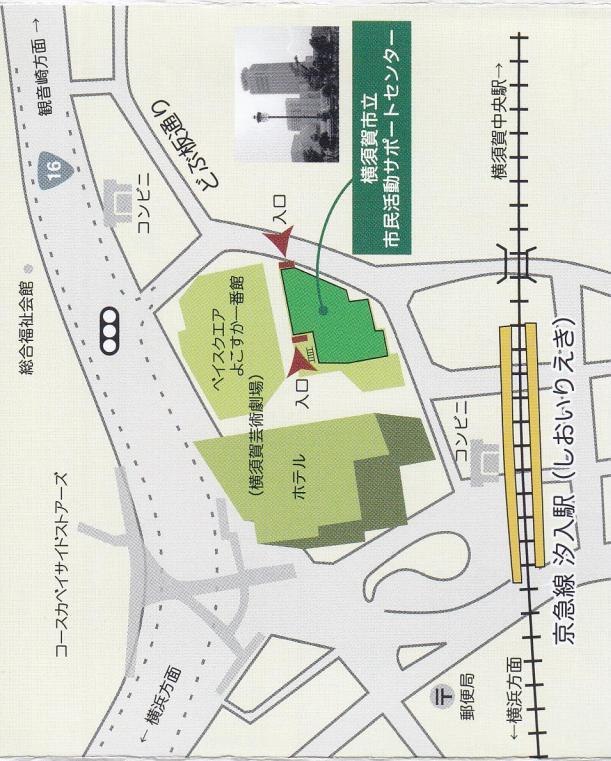 コースカベイサイドストアーズ
総合福祉会館
← 横浜方面
16
観音崎方面 →
コンビニ
どぶ板通り
ベイスクエア
よこすか一番館
(横須賀芸術劇場)
ホテル
入口
入口
横須賀市立
市民活動サポートセンター
コンビニ
〒
郵便局
←横浜方面
横須賀中央駅→
京急線 汐入駅 (しおいりえき)